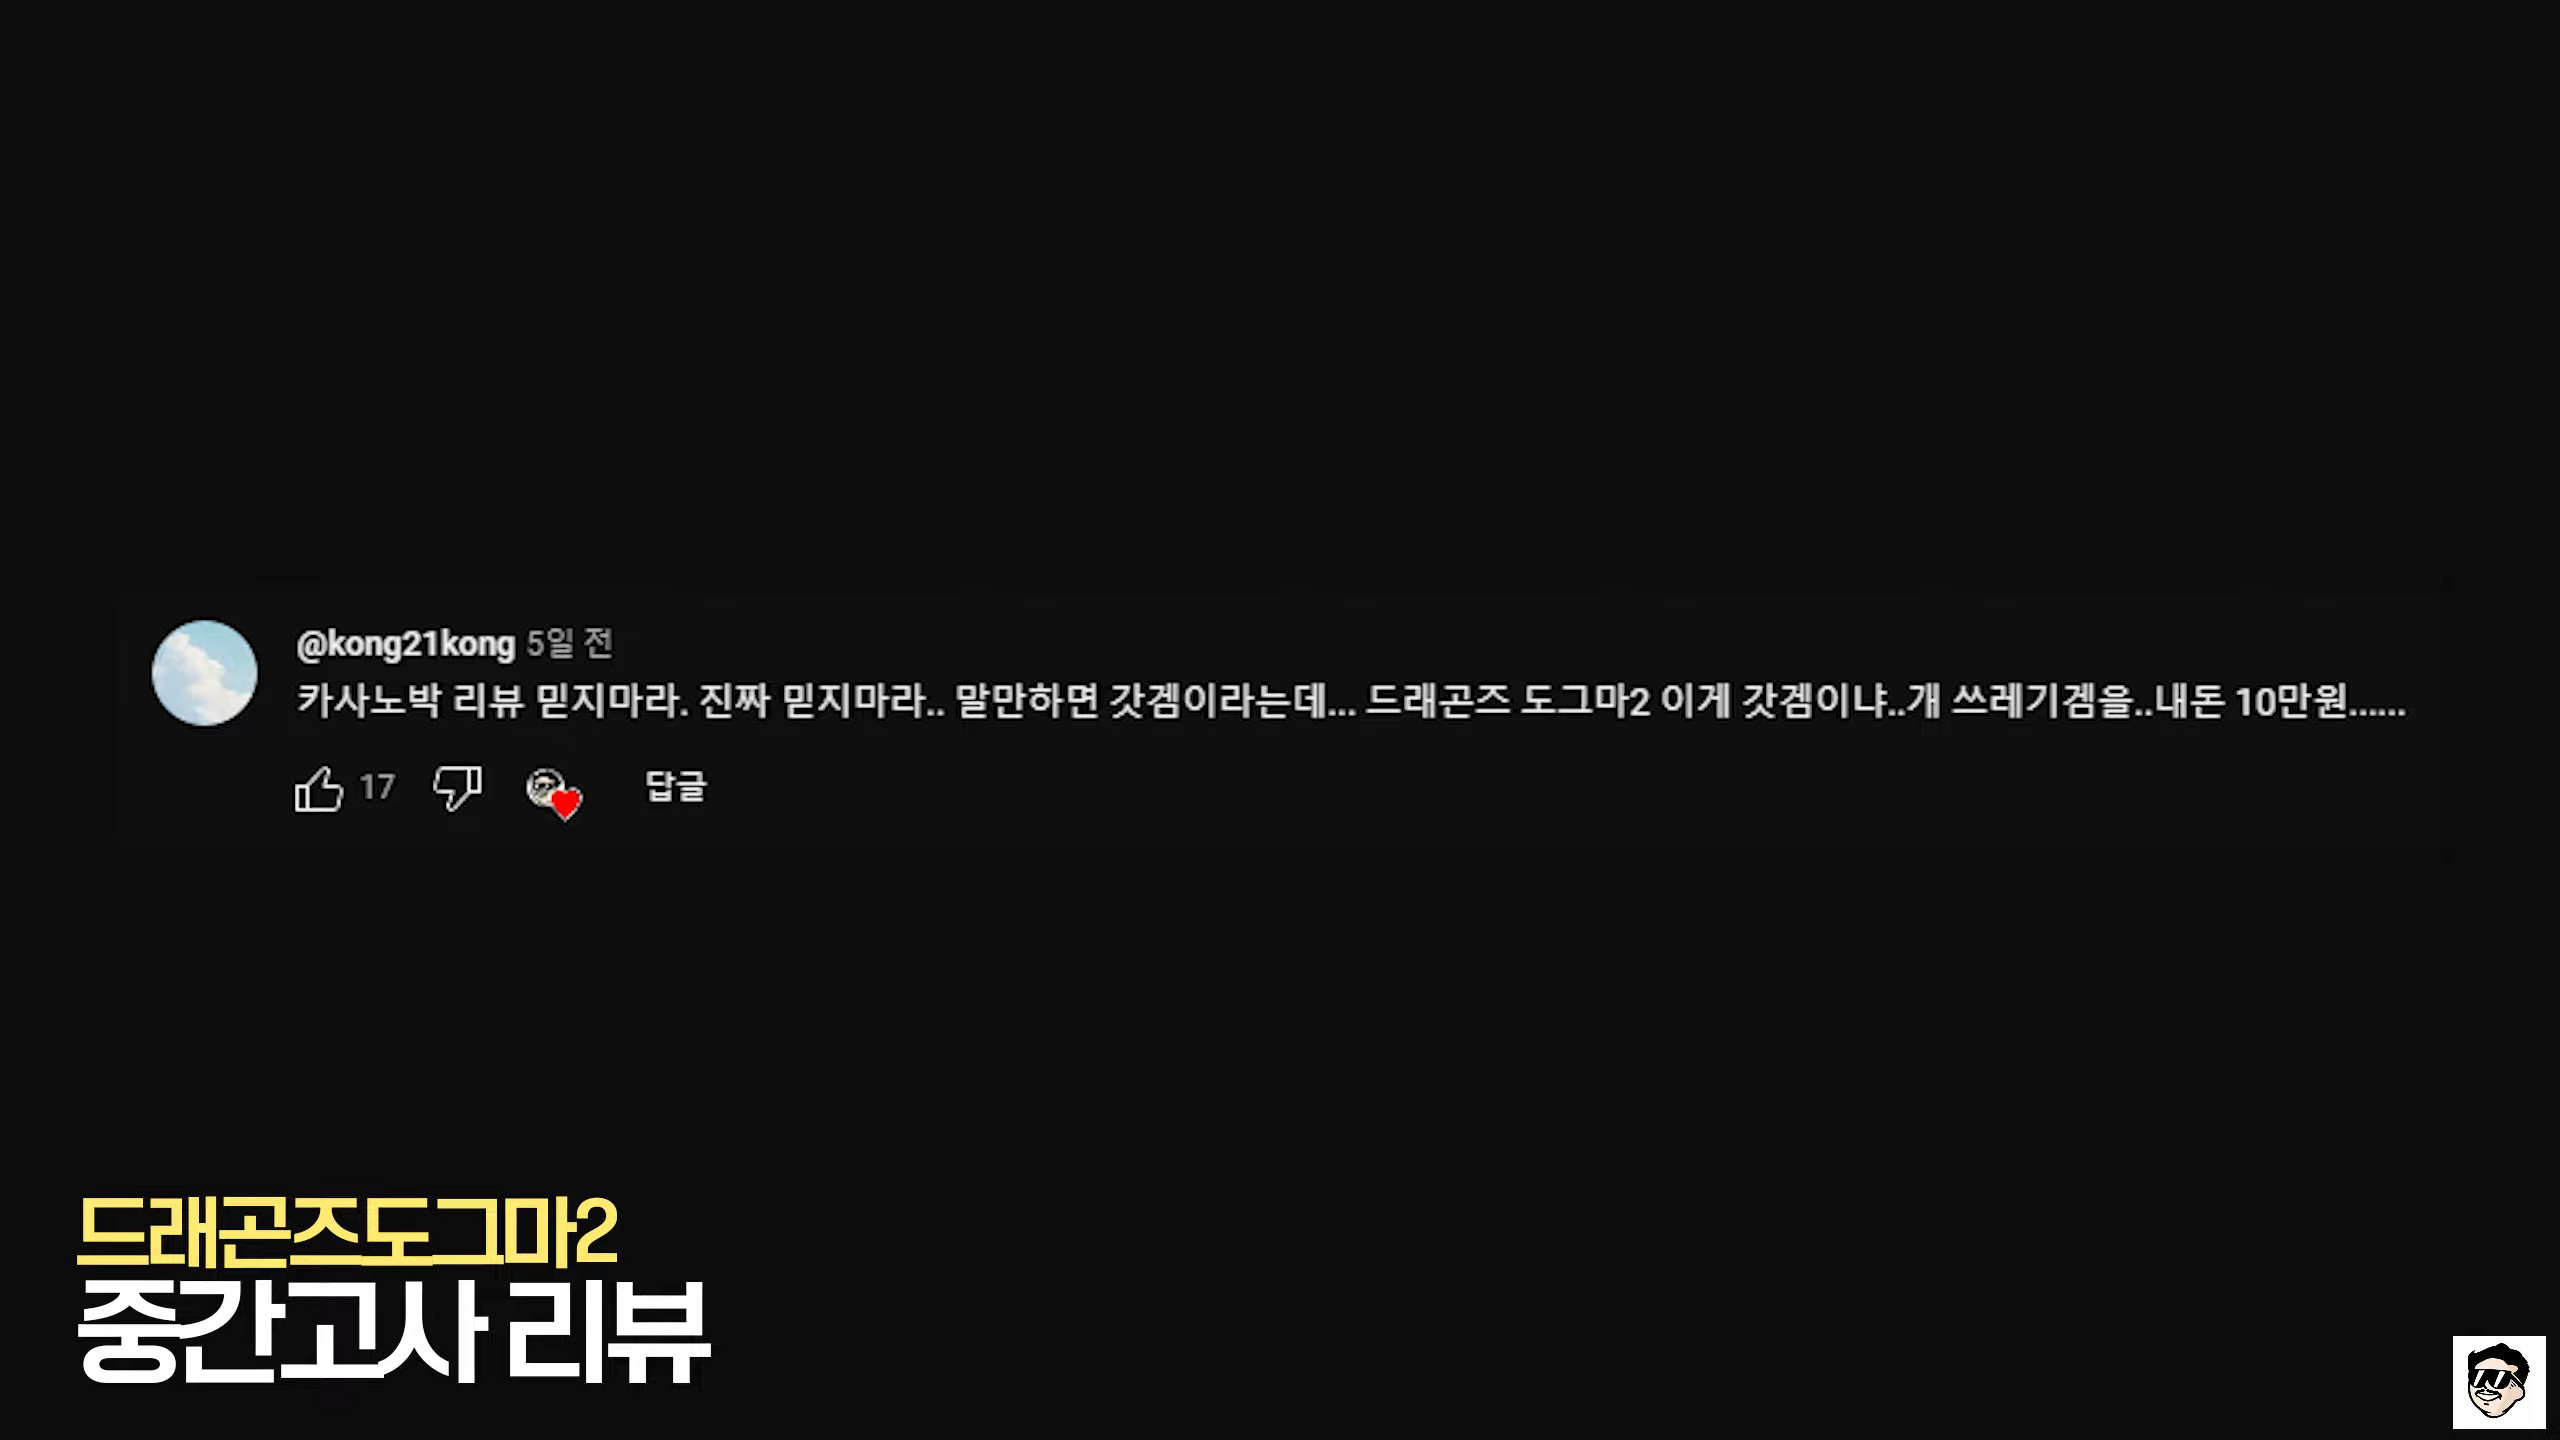 @kong21kong 5일 전
카사노박 리뷰 믿지마라. 진짜 믿지마라.. 말만하면 갓겜이라는데... 드래곤즈 도그마2 이게 갓겜이냐..개 쓰레기겜을..내돈 10만원......
17 답글
드래곤즈도그마2
중간고사 리뷰